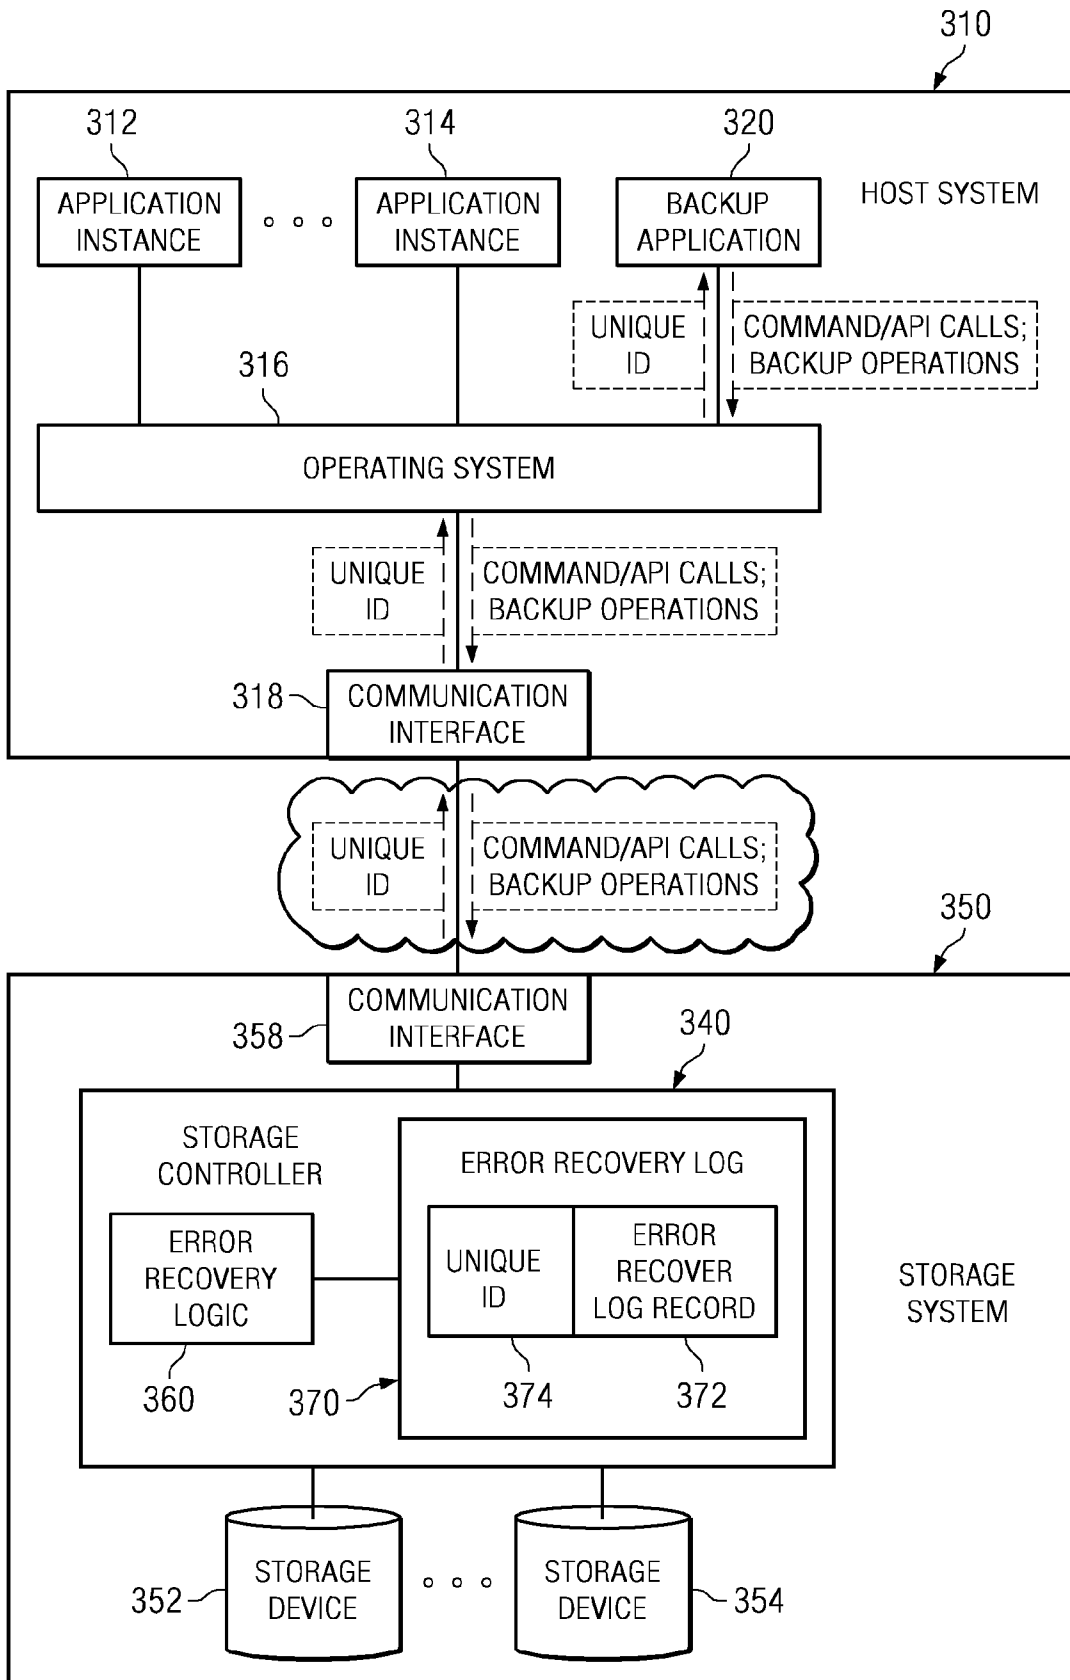 310
312
314
320
APPLICATION
INSTANCE
APPLICATION
INSTANCE
BACKUP
APPLICATION
HOST SYSTEM
UNIQUE
ID
COMMAND/API CALLS;
BACKUP OPERATIONS
316
OPERATING SYSTEM
UNIQUE
ID
COMMAND/API CALLS;
BACKUP OPERATIONS
318
COMMUNICATION
INTERFACE
UNIQUE
ID
COMMAND/API CALLS;
BACKUP OPERATIONS
350
358
COMMUNICATION
INTERFACE
340
STORAGE
CONTROLLER
ERROR RECOVERY LOG
ERROR
RECOVERY
LOGIC
UNIQUE
ID
ERROR
RECOVER
LOG RECORD
STORAGE
SYSTEM
360
370
374
372
352
STORAGE
DEVICE
STORAGE
DEVICE
354